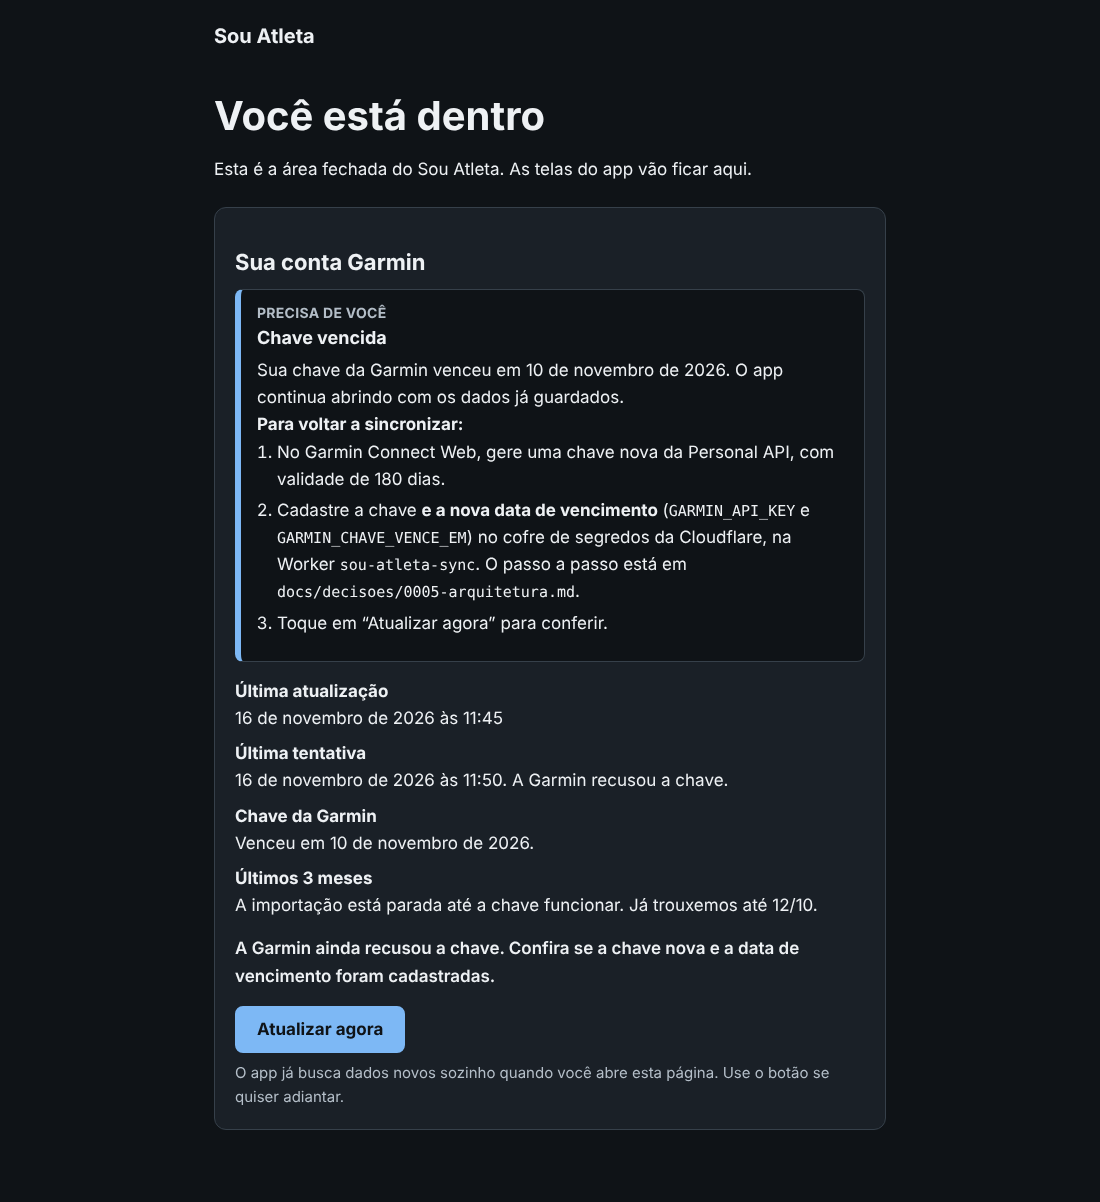 Sou Atleta
Você está dentro
Esta é a área fechada do Sou Atleta. As telas do app vão ficar aqui.
Sua conta Garmin
PRECISA DE VOCÊ
Chave vencida
Sua chave da Garmin venceu em 10 de novembro de 2026. O app
continua abrindo com os dados já guardados.
Para voltar a sincronizar:
1. No Garmin Connect Web, gere uma chave nova da Personal API, com
validade de 180 dias.
2. Cadastre a chave e a nova data de vencimento (GARMIN_API_KEY e
GARMIN_CHAVE_VENCE_EM) no cofre de segredos da Cloudflare, na
Worker sou-atleta-sync. O passo a passo está em
docs/decisoes/0005-arquitetura.md.
3. Toque em “Atualizar agora” para conferir.
Última atualização
16 de novembro de 2026 às 11:45
Última tentativa
16 de novembro de 2026 às 11:50. A Garmin recusou a chave.
Chave da Garmin
Venceu em 10 de novembro de 2026.
Últimos 3 meses
A importação está parada até a chave funcionar. Já trouxemos até 12/10.
A Garmin ainda recusou a chave. Confira se a chave nova e a data de
vencimento foram cadastradas.
Atualizar agora
O app já busca dados novos sozinho quando você abre esta página. Use o botão se
quiser adiantar.